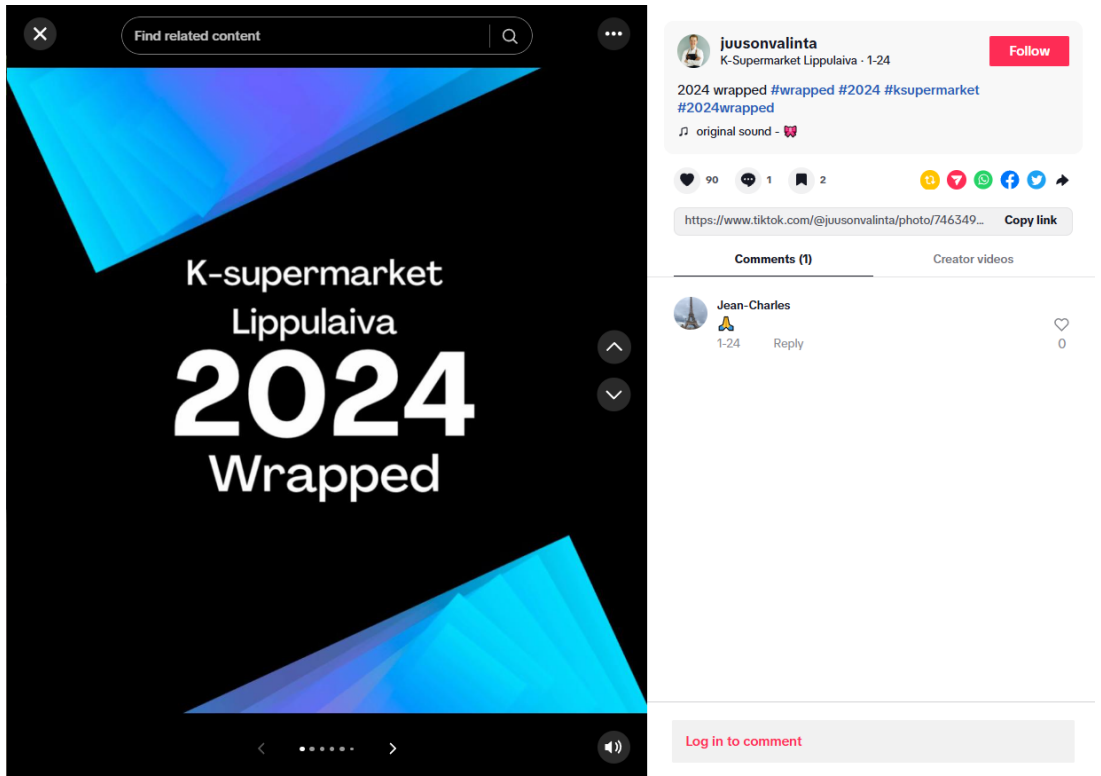 Find related content
K-supermarket
Lippulaiva
2024
Wrapped
juusonvalinta
K-Supermarket Lippulaiva · 1-24
Follow
2024 wrapped #wrapped #2024 #ksupermarket
#2024wrapped
original sound - 
90
1
2
https://www.tiktok.com/@juusonvalinta/photo/746349...
Copy link
Comments (1)
Creator videos
Jean-Charles
🙏
1-24
Reply
0
Log in to comment